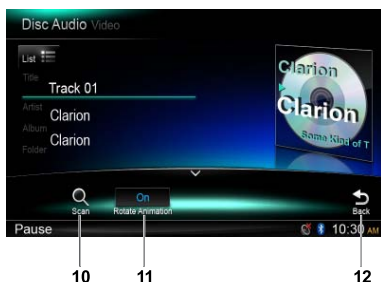 Disc Audio Video
List
Title
Track 01
Artist
Clarion
Album
Clarion
Folder
Clarion
Clarion
Some Kind of T
On
Scan
Rotate Animation
Back
Pause
10:30 AM
10
11
12